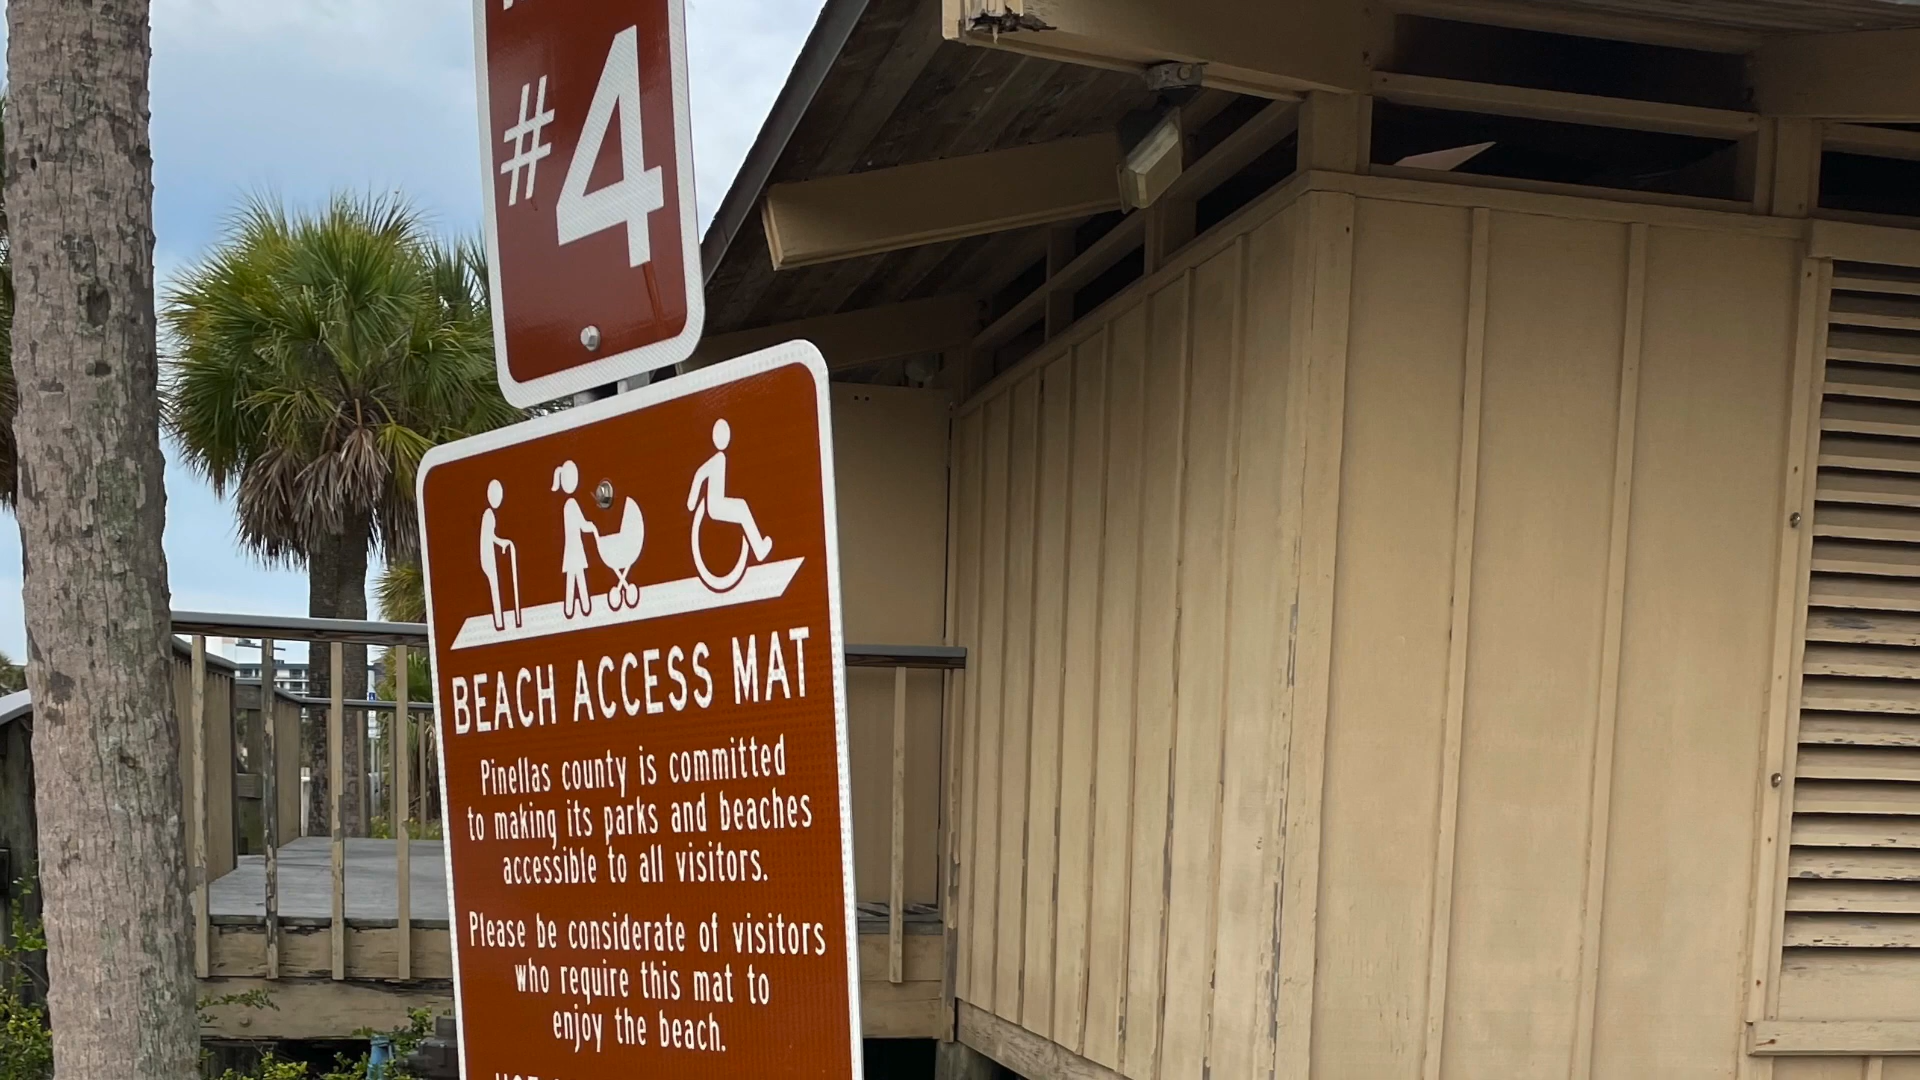 #4
BEACH ACCESS MAT
Pinellas county is committed
to making its parks and beaches
accessible to all visitors.
Please be considerate of visitors
who require this mat to
enjoy the beach.